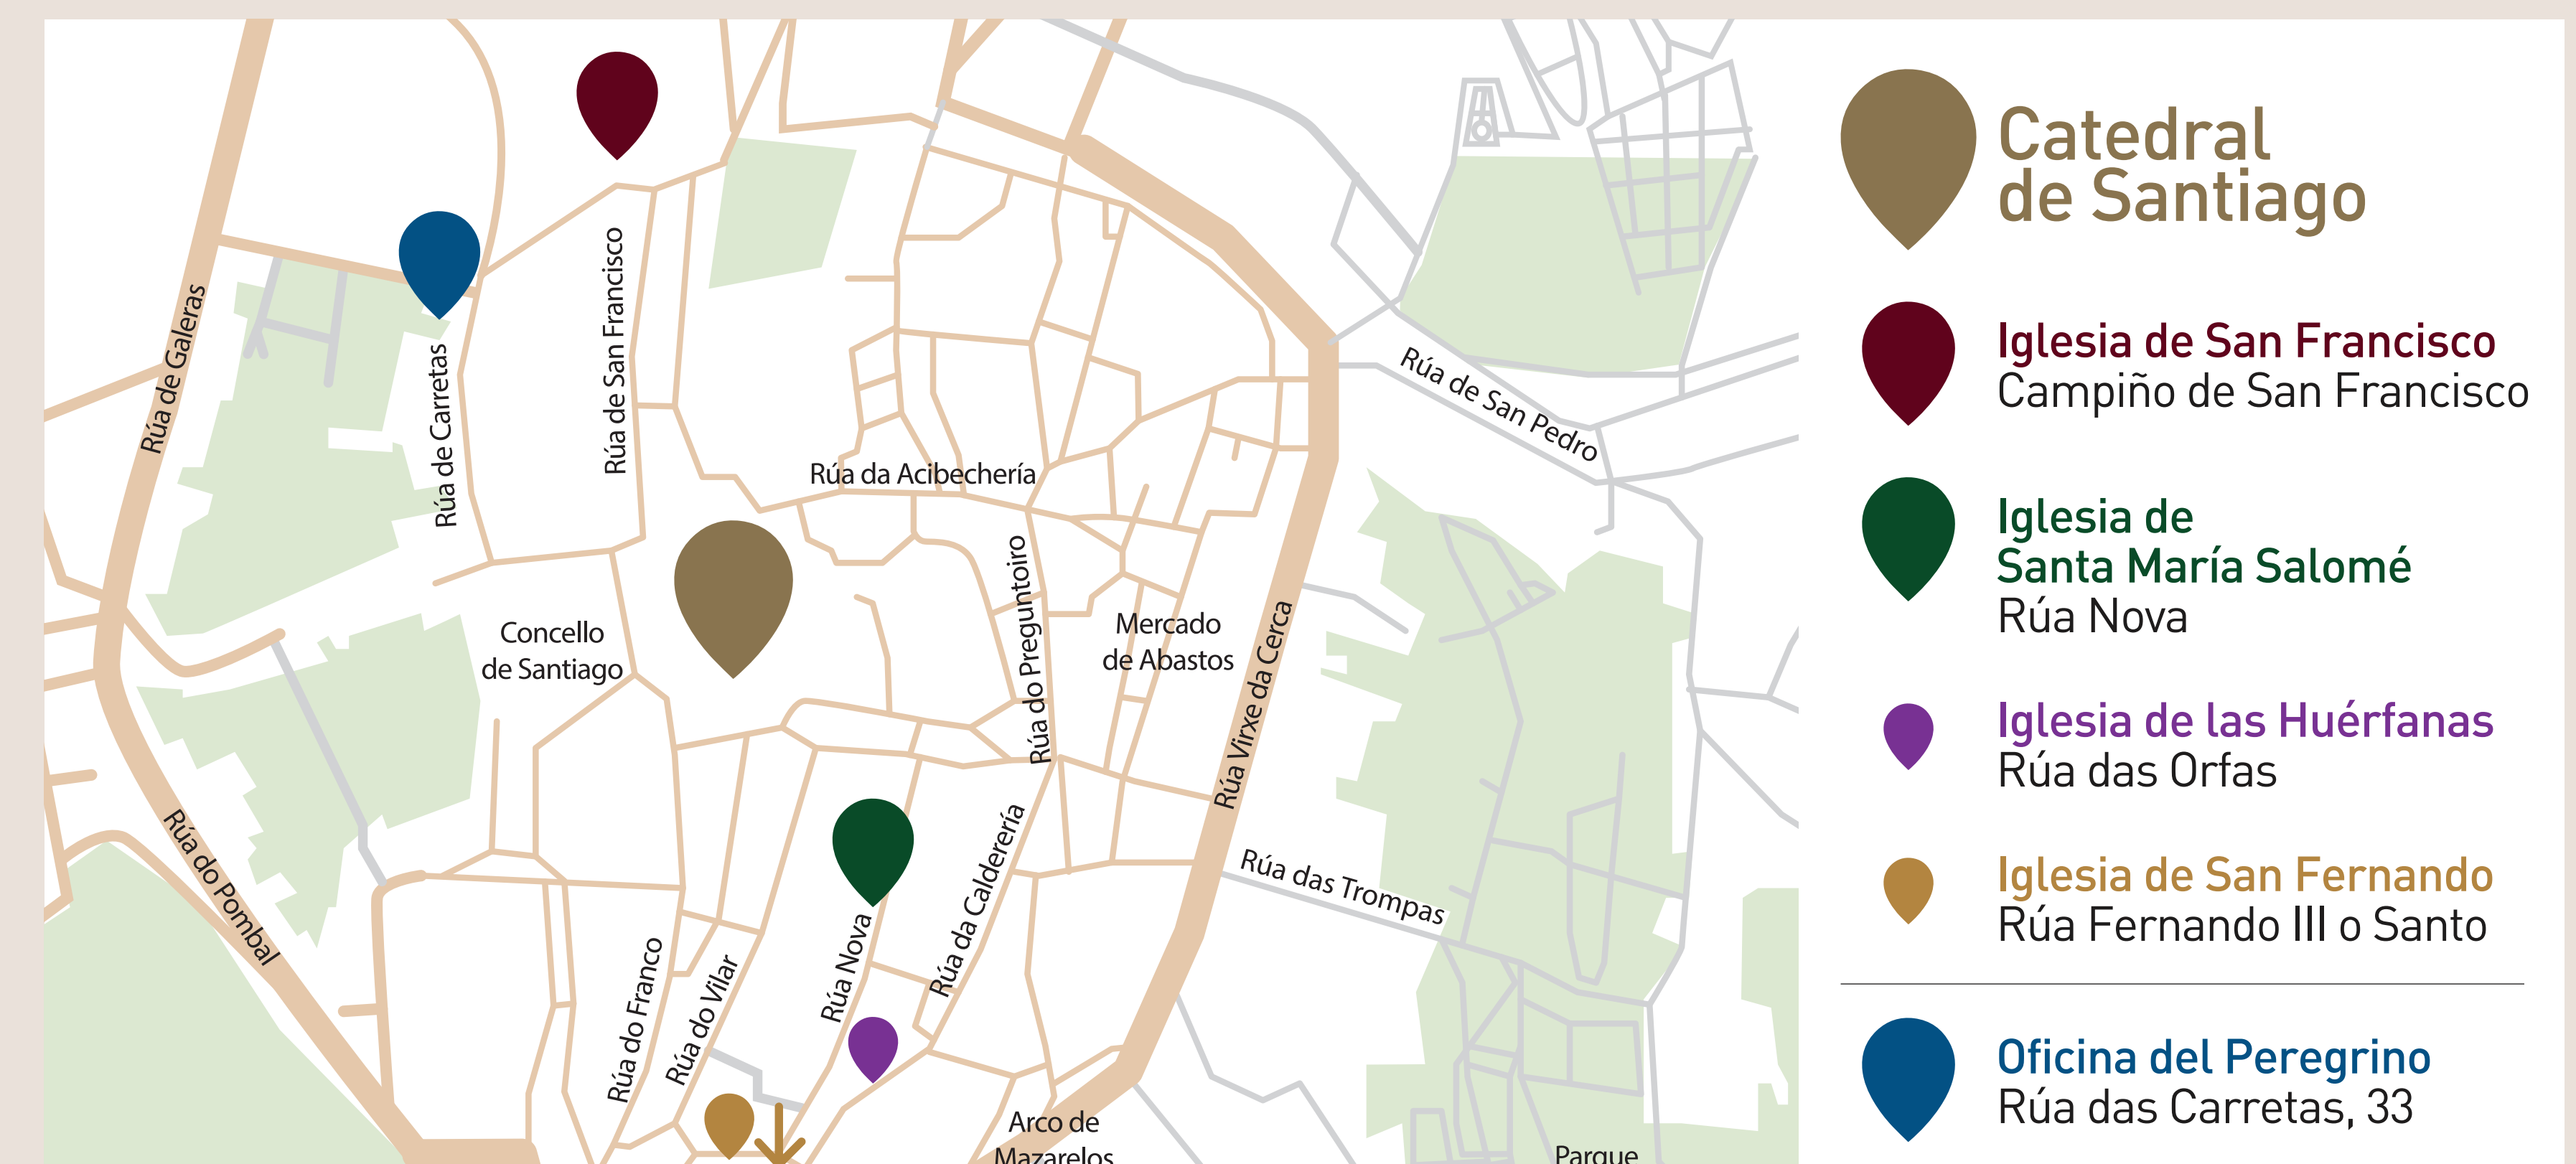 Rúa de Galeras
Rúa de Carretas
Rúa de San Francisco
Rúa da Acibechería
Rúa de San Pedro
Concello
de Santiago
Rúa do Preguntoiro
Mercado
de Abastos
Rúa Virxe da Cerca
Rúa do Pombal
Rúa do Franco
Rúa do Vilar
Rúa Nova
Rúa da Calderería
Rúa das Trompas
Arco de
Mazarelos
Parque
Catedral
de Santiago
Iglesia de San Francisco
Campiño de San Francisco
Iglesia de
Santa María Salomé
Rúa Nova
Iglesia de las Huérfanas
Rúa das Orfas
Iglesia de San Fernando
Rúa Fernando III o Santo
Oficina del Peregrino
Rúa das Carretas, 33